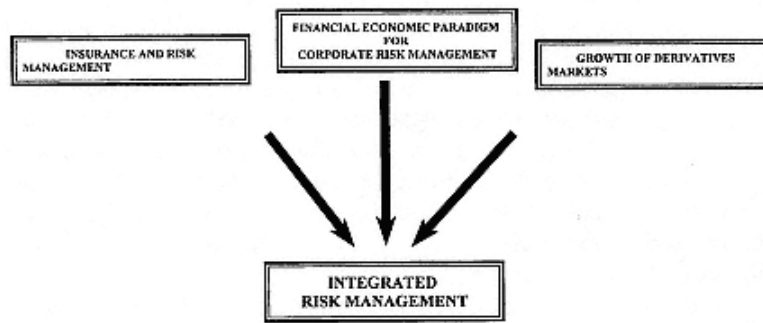 FINANCIAL ECONOMIC PARADIGM
FOR
CORPORATE RISK MANAGEMENT
INSURANCE AND RISK
MANAGEMENT
GROWTH OF DERIVATIVES
MARKETS
INTEGRATED
RISK MANAGEMENT